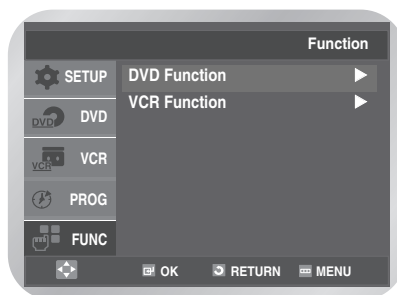 Function
SETUP
DVD Function
VCR Function
DVD DVD
VCR VCR
PROG
FUNC
OK RETURN MENU